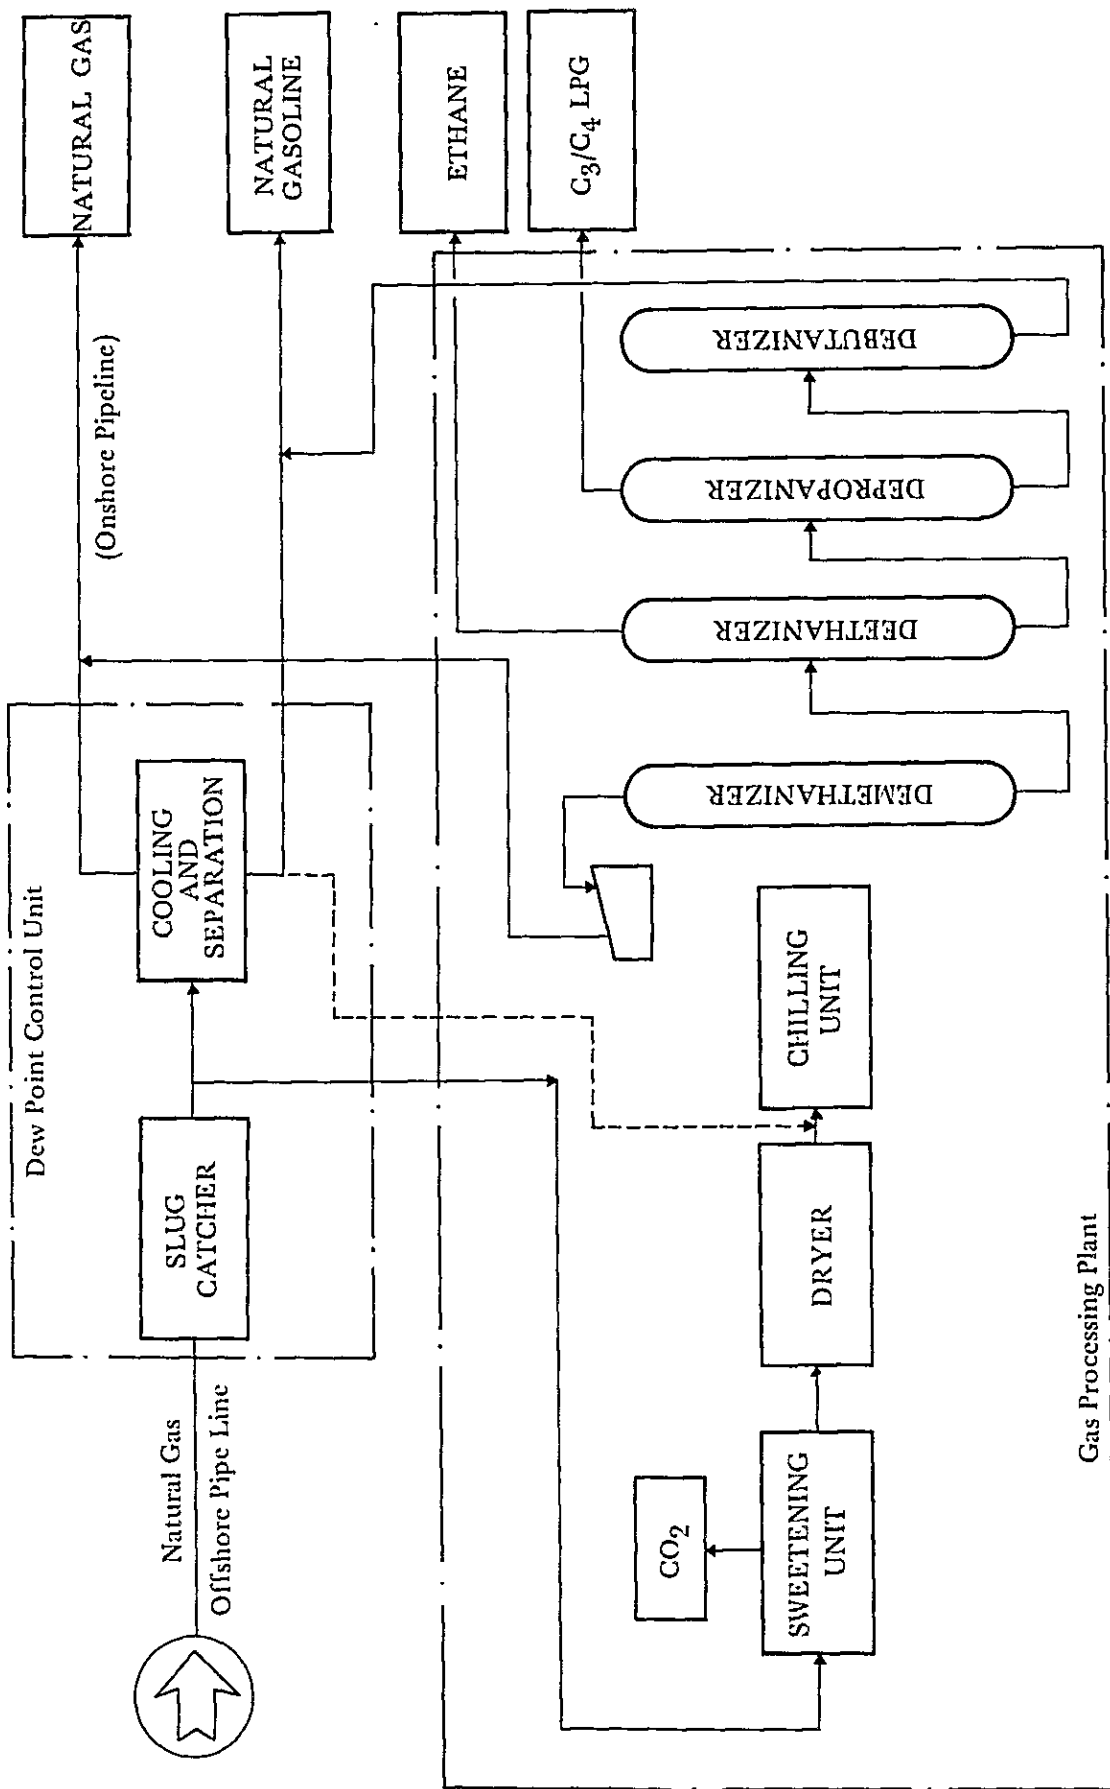 Natural Gas
Offshore Pipe Line
Dew Point Control Unit
SLUG
CATCHER
COOLING
AND
SEPARATION
(Onshore Pipeline)
NATURAL GAS
NATURAL
GASOLINE
ETHANE
C₃/C₄ LPG
CO₂
SWEETENING
UNIT
DRYER
CHILLING
UNIT
DEMETHANIZER
DEETHANIZER
DEPROPANIZER
DEBUTANIZER
Gas Processing Plant